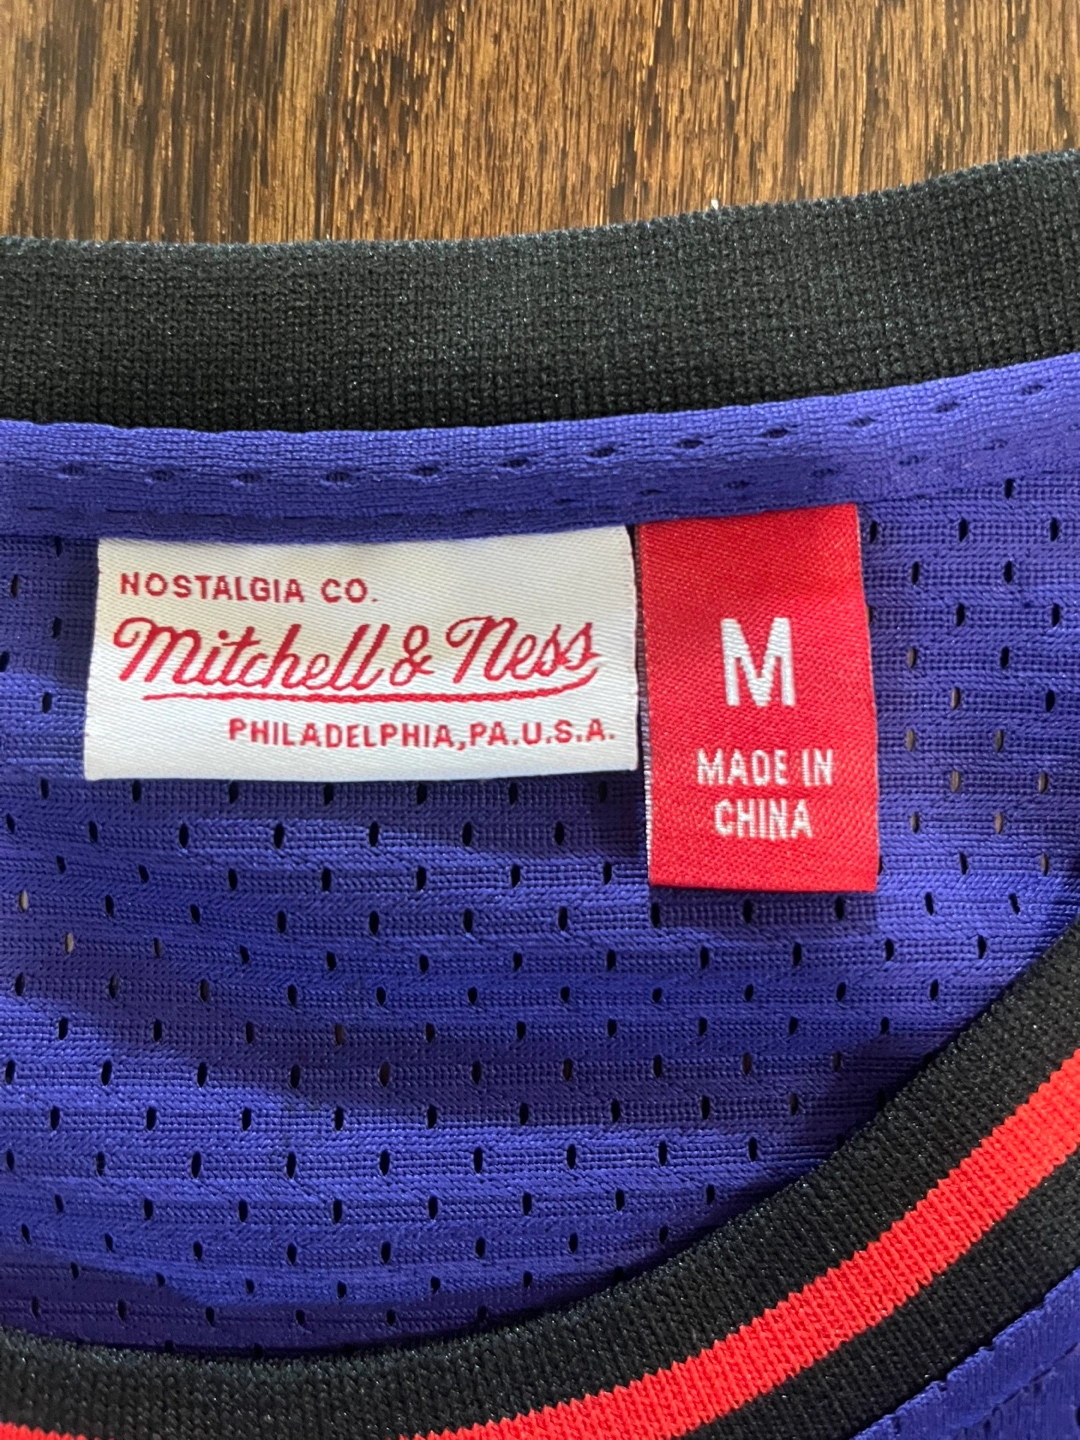 NOSTALGIA CO.
Mitchell & Ness
PHILADELPHIA, PA. U.S.A.
M
MADE IN
CHINA